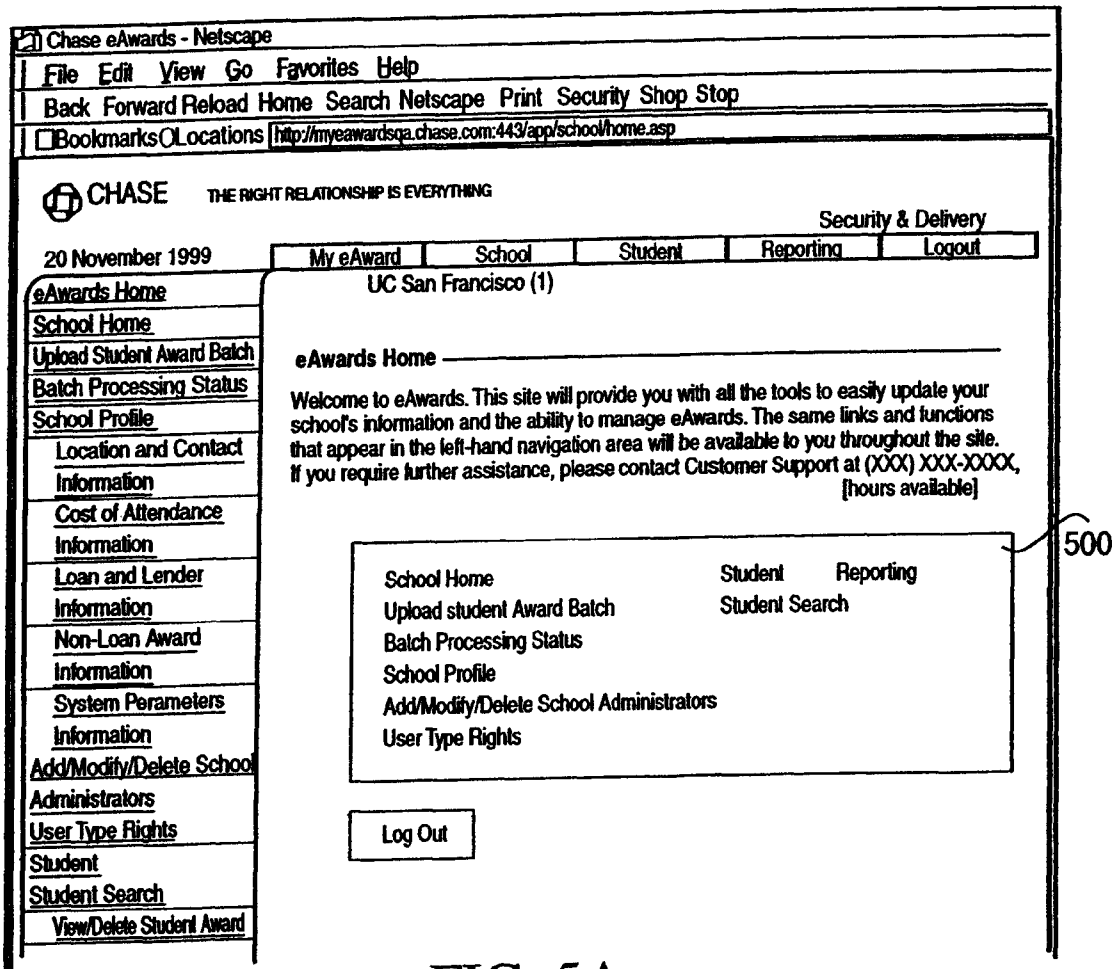 Chase eAwards - Netscape
File Edit View Go Favorites Help
Back Forward Reload Home Search Netscape Print Security Shop Stop
Bookmarks Locations http://myeawardsqa.chase.com:443/app/school/home.asp
CHASE THE RIGHT RELATIONSHIP IS EVERYTHING
Security & Delivery
20 November 1999 My eAward School Student Reporting Logout
UC San Francisco (1)
eAwards Home
School Home
Upload Student Award Batch
Batch Processing Status
School Profile
Location and Contact
Information
Cost of Attendance
Information
Loan and Lender
Information
Non-Loan Award
Information
System Perameters
Information
Add/Modify/Delete School
Administrators
User Type Rights
Student
Student Search
View/Delete Student Award
eAwards Home
Welcome to eAwards. This site will provide you with all the tools to easily update your
school's information and the ability to manage eAwards. The same links and functions
that appear in the left-hand navigation area will be available to you throughout the site.
If you require further assistance, please contact Customer Support at (XXX) XXX-XXXX,
[hours available]
500
School Home Student Reporting
Upload student Award Batch Student Search
Batch Processing Status
School Profile
Add/Modify/Delete School Administrators
User Type Rights
Log Out
FIG. 5A